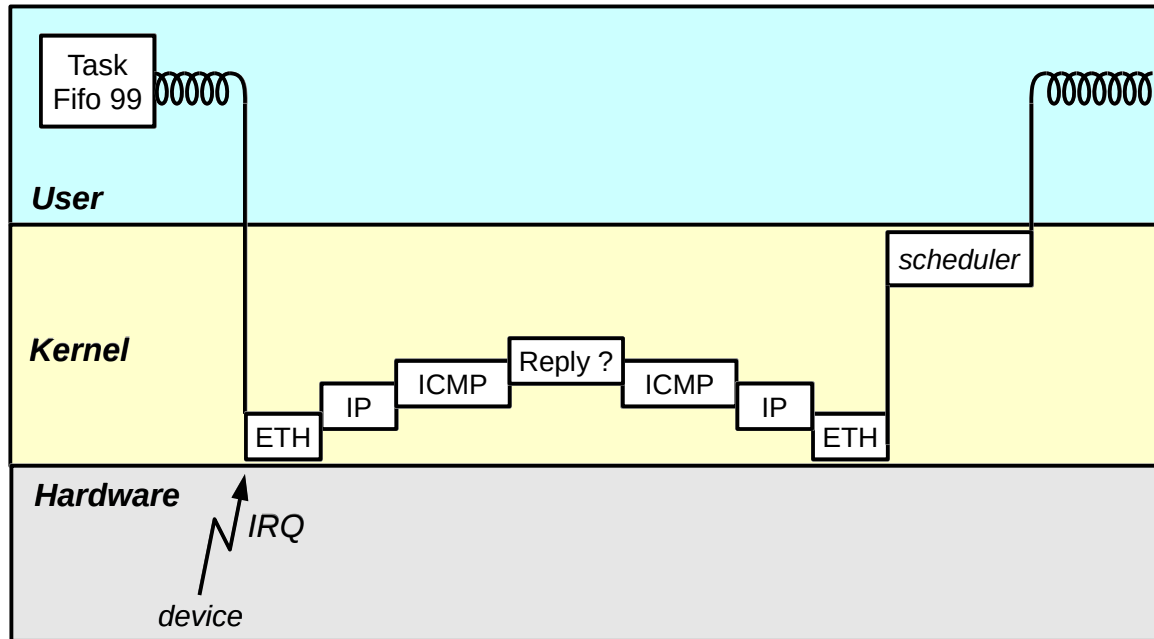 Task
Fifo 99
User
scheduler
Kernel
Reply ?
ICMP
ICMP
IP
IP
ETH
ETH
Hardware
IRQ
device